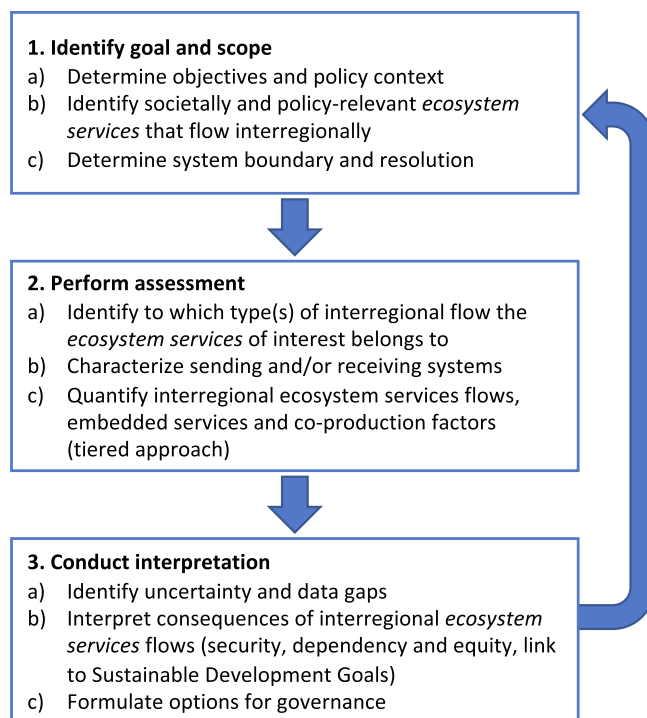 1. Identify goal and scope
a) Determine objectives and policy context
b) Identify societally and policy-relevant ecosystem
services that flow interregionally
c) Determine system boundary and resolution
2. Perform assessment
a) Identify to which type(s) of interregional flow the
ecosystem services of interest belongs to
b) Characterize sending and/or receiving systems
c) Quantify interregional ecosystem services flows,
embedded services and co-production factors
(tiered approach)
3. Conduct interpretation
a) Identify uncertainty and data gaps
b) Interpret consequences of interregional ecosystem
services flows (security, dependency and equity, link
to Sustainable Development Goals)
c) Formulate options for governance